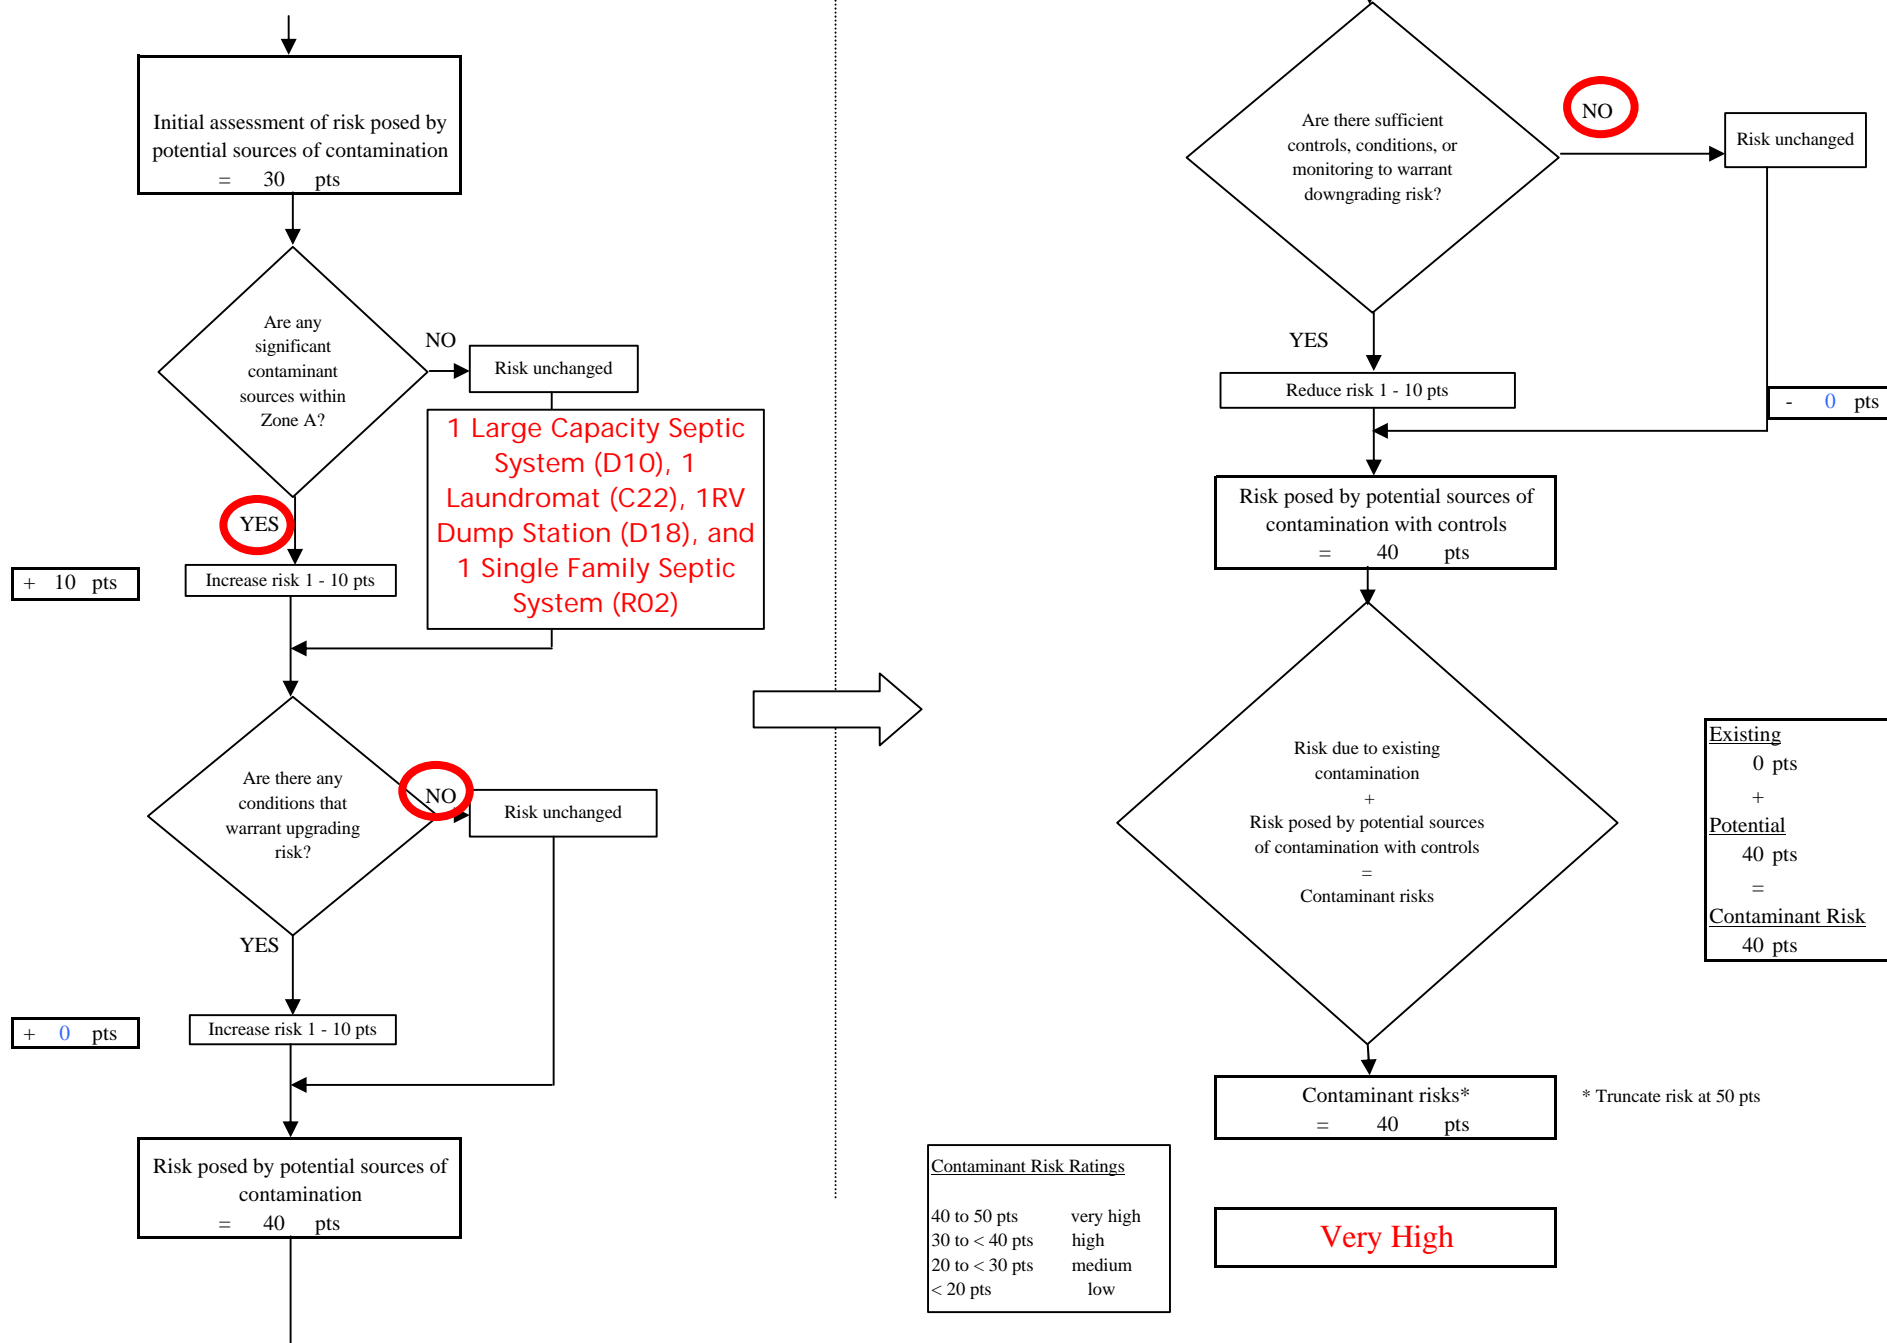 Initial assessment of risk posed by
potential sources of contamination
= 30 pts
Are any
significant
contaminant
sources within
Zone A?
NO
Risk unchanged
1 Large Capacity Septic
System (D10), 1
Laundromat (C22), 1RV
Dump Station (D18), and
1 Single Family Septic
System (R02)
YES
+ 10 pts
Increase risk 1 - 10 pts
Are there any
conditions that
warrant upgrading
risk?
NO
Risk unchanged
YES
+ 0 pts
Increase risk 1 - 10 pts
Risk posed by potential sources of
contamination
= 40 pts
Are there sufficient
controls, conditions, or
monitoring to warrant
downgrading risk?
NO
Risk unchanged
YES
Reduce risk 1 - 10 pts
- 0 pts
Risk posed by potential sources of
contamination with controls
= 40 pts
Risk due to existing
contamination
+
Risk posed by potential sources
of contamination with controls
=
Contaminant risks
Existing
0 pts
+
Potential
40 pts
=
Contaminant Risk
40 pts
Contaminant risks*
= 40 pts
* Truncate risk at 50 pts
Contaminant Risk Ratings
40 to 50 pts very high
30 to < 40 pts high
20 to < 30 pts medium
< 20 pts low
Very High